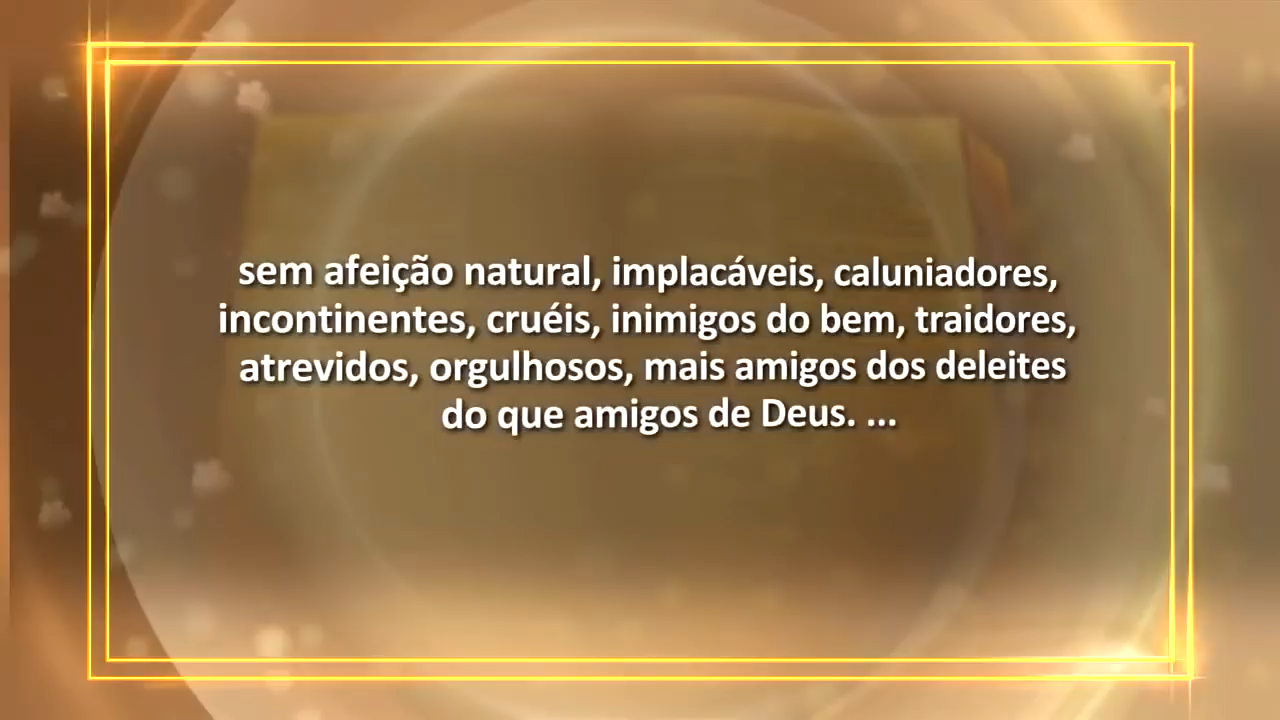 sem afeição natural, implacáveis, caluniadores,
incontinentes, cruéis, inimigos do bem, traidores,
atrevidos, orgulhosos, mais amigos dos deleites
do que amigos de Deus. ...